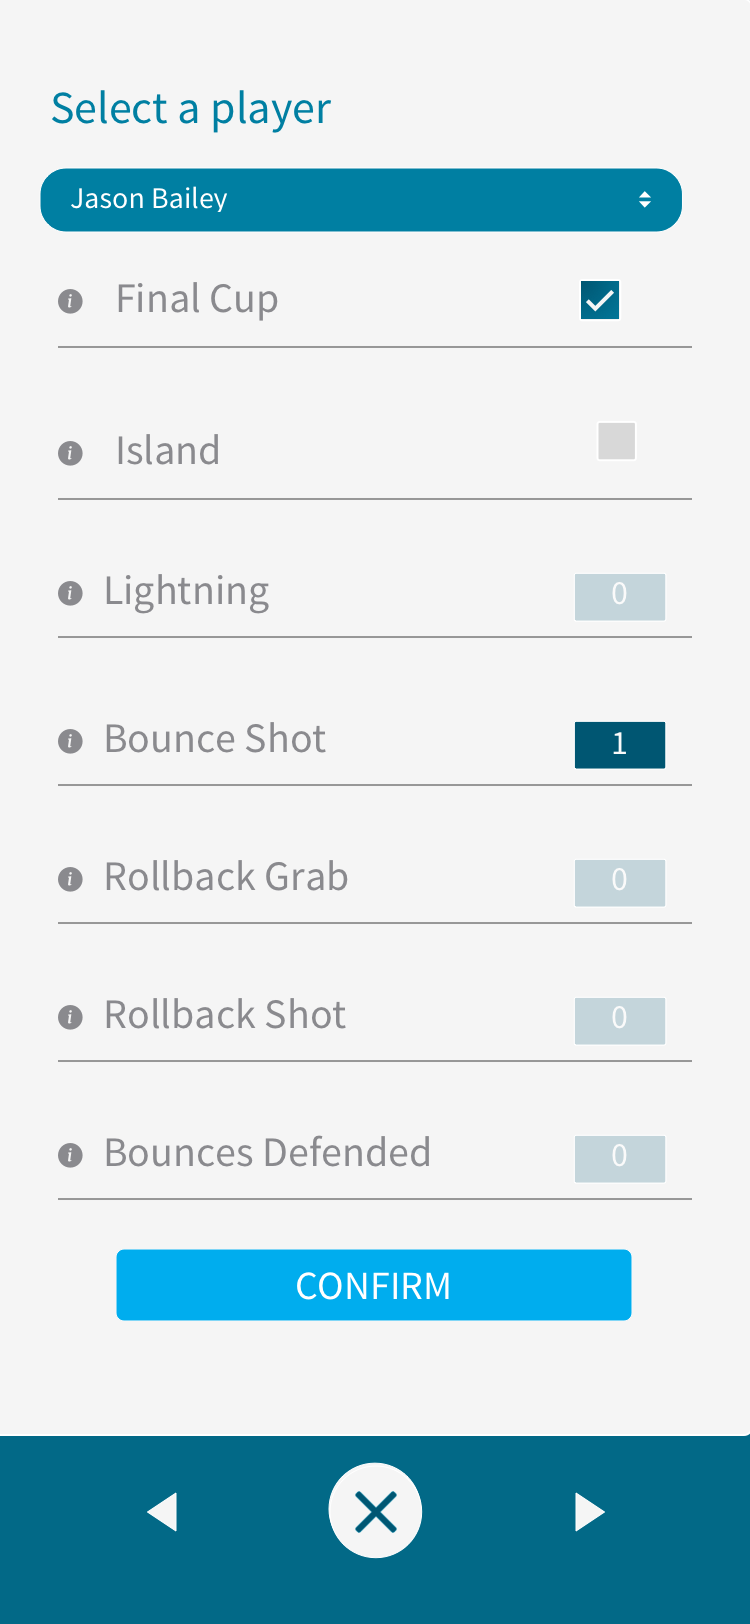 Select a player
Jason Bailey
i Final Cup
i Island
i Lightning 0
i Bounce Shot 1
i Rollback Grab 0
i Rollback Shot 0
i Bounces Defended 0
CONFIRM